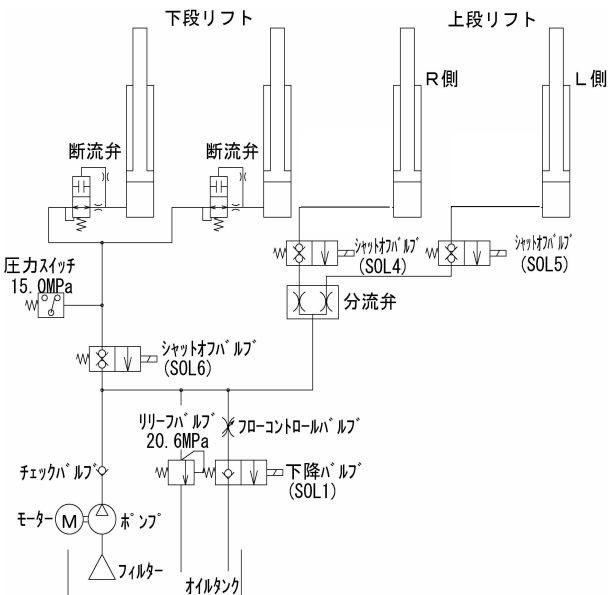 下段リフト
上段リフト
R側
L側
断流弁
断流弁
シャットオフバルブ
(SOL4)
シャットオフバルブ
(SOL5)
圧力スイッチ
15.0MPa
分流弁
シャットオフバルブ
(SOL6)
リリーフバルブ
20.6MPa
フローコントロールバルブ
チェックバルブ
下降バルブ
(SOL1)
モーター
M
ポンプ
フィルター
オイルタンク